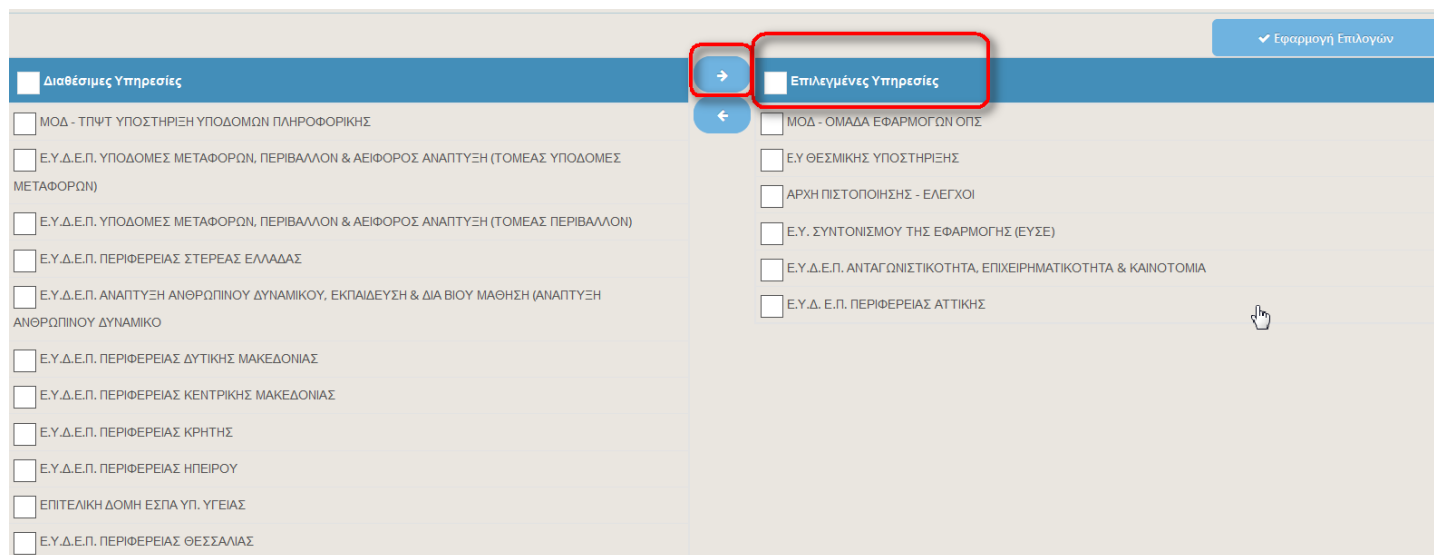 Εφαρμογή Επιλογών
Διαθέσιμες Υπηρεσίες
ΜΟΔ - ΤΠΨΤ ΥΠΟΣΤΗΡΙΞΗ ΥΠΟΔΟΜΩΝ ΠΛΗΡΟΦΟΡΙΚΗΣ
Ε.Υ.Δ.Ε.Π. ΥΠΟΔΟΜΕΣ ΜΕΤΑΦΟΡΩΝ, ΠΕΡΙΒΑΛΛΟΝ & ΑΕΙΦΟΡΟΣ ΑΝΑΠΤΥΞΗ (ΤΟΜΕΑΣ ΥΠΟΔΟΜΕΣ
ΜΕΤΑΦΟΡΩΝ)
Ε.Υ.Δ.Ε.Π. ΥΠΟΔΟΜΕΣ ΜΕΤΑΦΟΡΩΝ, ΠΕΡΙΒΑΛΛΟΝ & ΑΕΙΦΟΡΟΣ ΑΝΑΠΤΥΞΗ (ΤΟΜΕΑΣ ΠΕΡΙΒΑΛΛΟΝ)
Ε.Υ.Δ.Ε.Π. ΠΕΡΙΦΕΡΕΙΑΣ ΣΤΕΡΕΑΣ ΕΛΛΑΔΑΣ
Ε.Υ.Δ.Ε.Π. ΑΝΑΠΤΥΞΗ ΑΝΘΡΩΠΙΝΟΥ ΔΥΝΑΜΙΚΟΥ, ΕΚΠΑΙΔΕΥΣΗ & ΔΙΑ ΒΙΟΥ ΜΑΘΗΣΗ (ΑΝΑΠΤΥΞΗ
ΑΝΘΡΩΠΙΝΟΥ ΔΥΝΑΜΙΚΟ
Ε.Υ.Δ.Ε.Π. ΠΕΡΙΦΕΡΕΙΑΣ ΔΥΤΙΚΗΣ ΜΑΚΕΔΟΝΙΑΣ
Ε.Υ.Δ.Ε.Π. ΠΕΡΙΦΕΡΕΙΑΣ ΚΕΝΤΡΙΚΗΣ ΜΑΚΕΔΟΝΙΑΣ
Ε.Υ.Δ.Ε.Π. ΠΕΡΙΦΕΡΕΙΑΣ ΚΡΗΤΗΣ
Ε.Υ.Δ.Ε.Π. ΠΕΡΙΦΕΡΕΙΑΣ ΗΠΕΙΡΟΥ
ΕΠΙΤΕΛΙΚΗ ΔΟΜΗ ΕΣΠΑ ΥΠ. ΥΓΕΙΑΣ
Ε.Υ.Δ.Ε.Π. ΠΕΡΙΦΕΡΕΙΑΣ ΘΕΣΣΑΛΙΑΣ
Επιλεγμένες Υπηρεσίες
ΜΟΔ - ΟΜΑΔΑ ΕΦΑΡΜΟΓΩΝ ΟΠΣ
Ε.Υ ΘΕΣΜΙΚΗΣ ΥΠΟΣΤΗΡΙΞΗΣ
ΑΡΧΗ ΠΙΣΤΟΠΟΙΗΣΗΣ - ΕΛΕΓΧΟΙ
Ε.Υ. ΣΥΝΤΟΝΙΣΜΟΥ ΤΗΣ ΕΦΑΡΜΟΓΗΣ (ΕΥΣΕ)
Ε.Υ.Δ.Ε.Π. ΑΝΤΑΓΩΝΙΣΤΙΚΟΤΗΤΑ, ΕΠΙΧΕΙΡΗΜΑΤΙΚΟΤΗΤΑ & ΚΑΙΝΟΤΟΜΙΑ
Ε.Υ.Δ. Ε.Π. ΠΕΡΙΦΕΡΕΙΑΣ ΑΤΤΙΚΗΣ